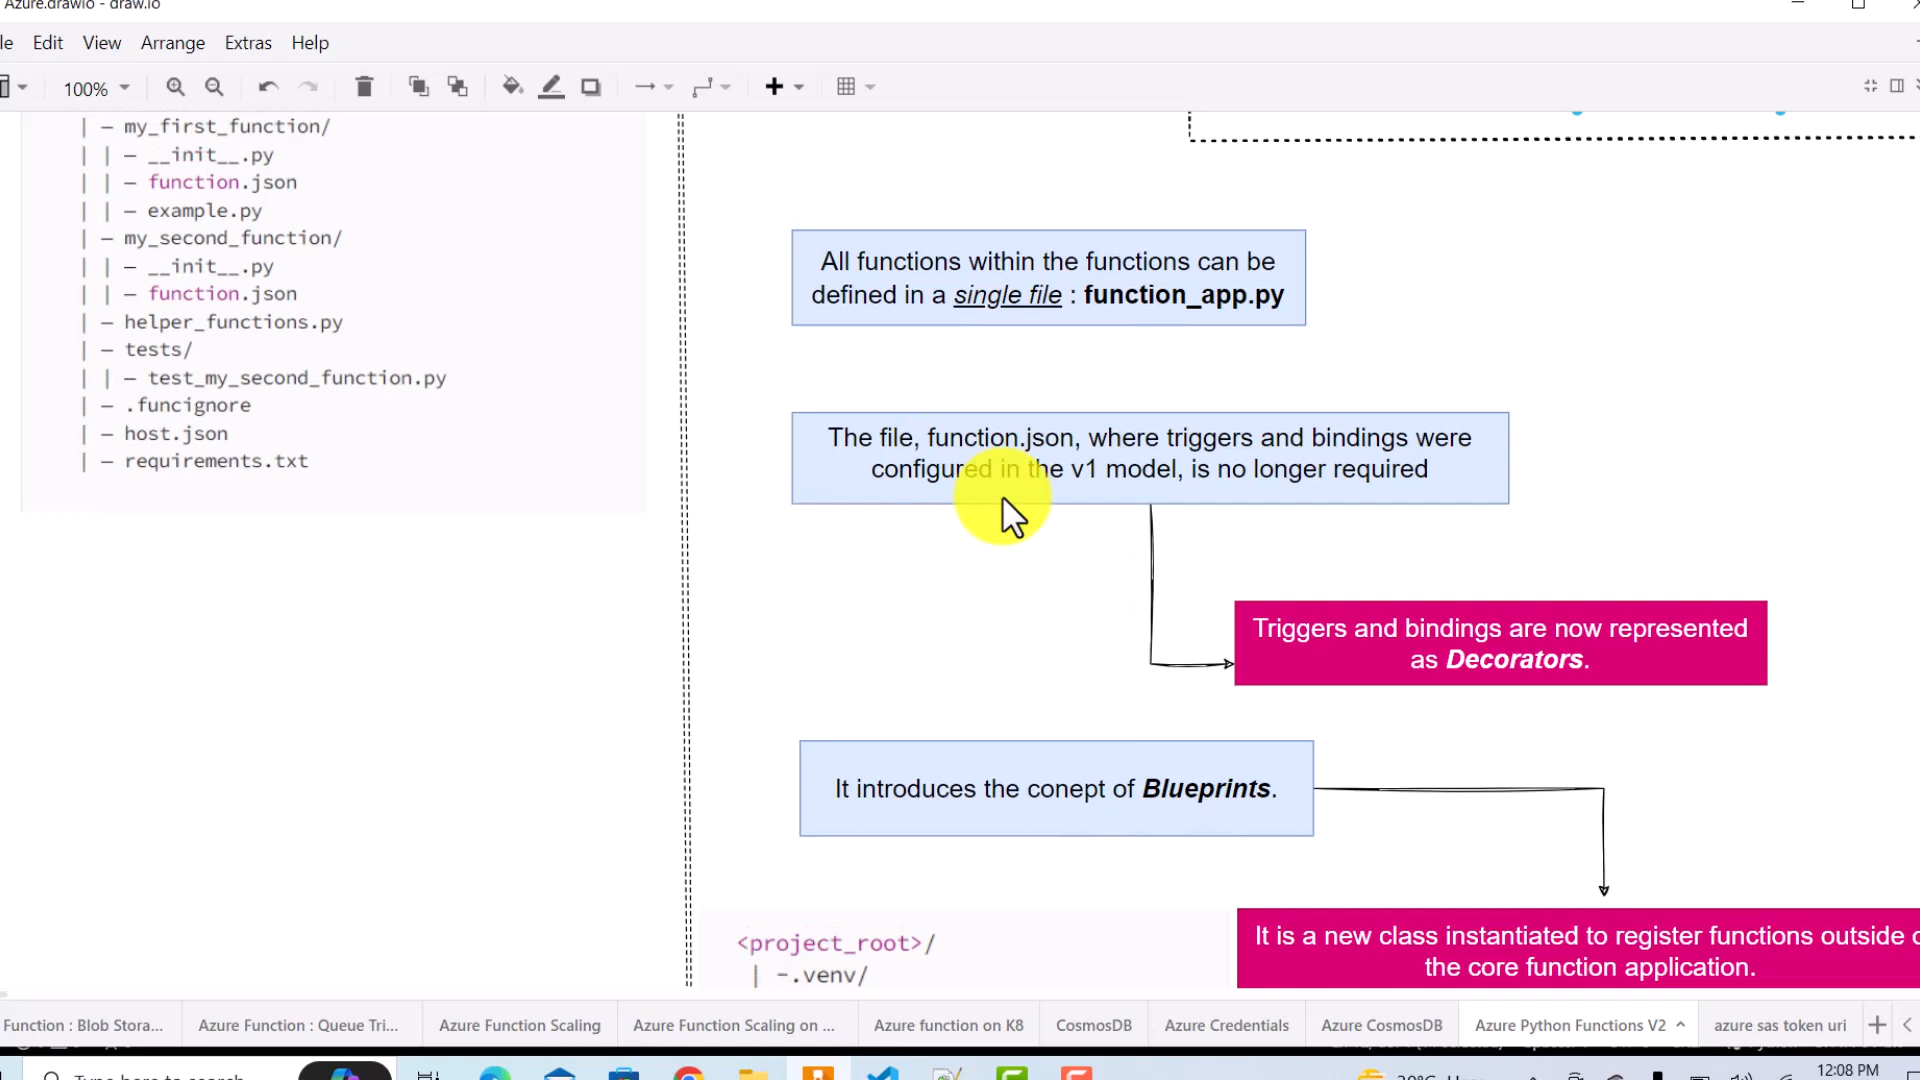 Azure.drawio - draw.io
le Edit View Arrange Extras Help
100%
| – my_first_function/
| | – __init__.py
| | – function.json
| | – example.py
| – my_second_function/
| | – __init__.py
| | – function.json
| – helper_functions.py
| – tests/
| | – test_my_second_function.py
| – .funcignore
| – host.json
| – requirements.txt
All functions within the functions can be
defined in a single file : function_app.py
The file, function.json, where triggers and bindings were
configured in the v1 model, is no longer required
Triggers and bindings are now represented
as Decorators.
It introduces the conept of Blueprints.
It is a new class instantiated to register functions outside
the core function application.
<project_root>/
| -.venv/
Function : Blob Stora... Azure Function : Queue Tri... Azure Function Scaling Azure Function Scaling on ... Azure function on K8 CosmosDB Azure Credentials Azure CosmosDB Azure Python Functions V2 azure sas token uri
Type here to search
12:08 PM